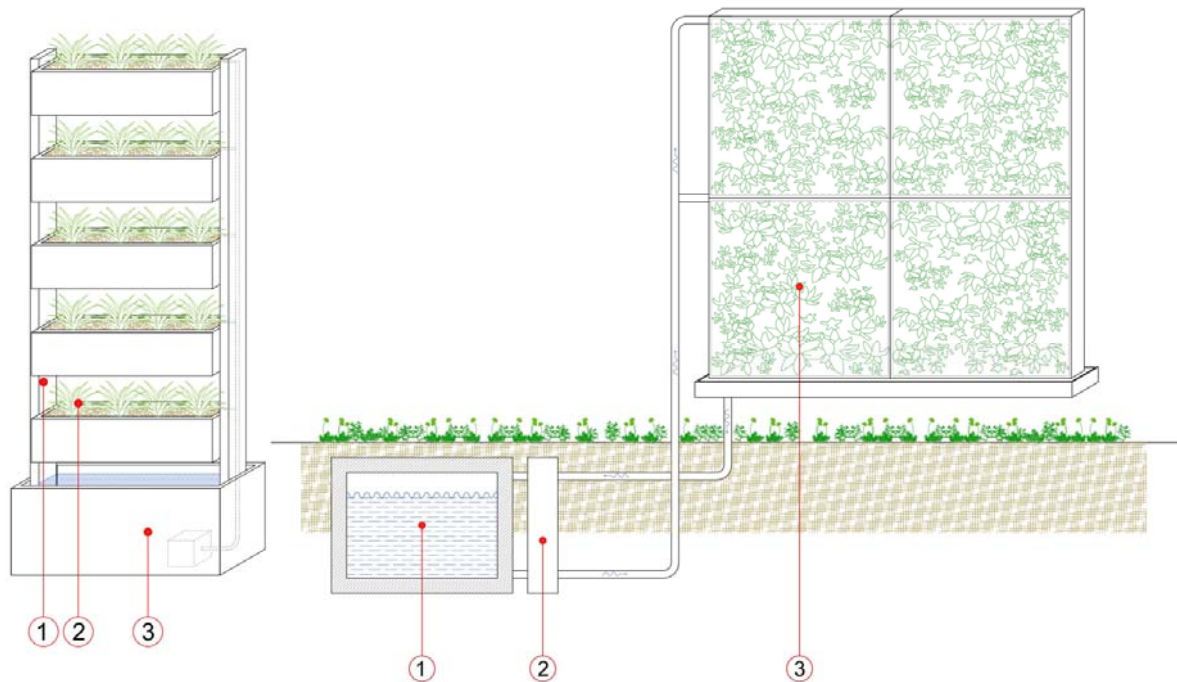 ① ② ③
① ② ③